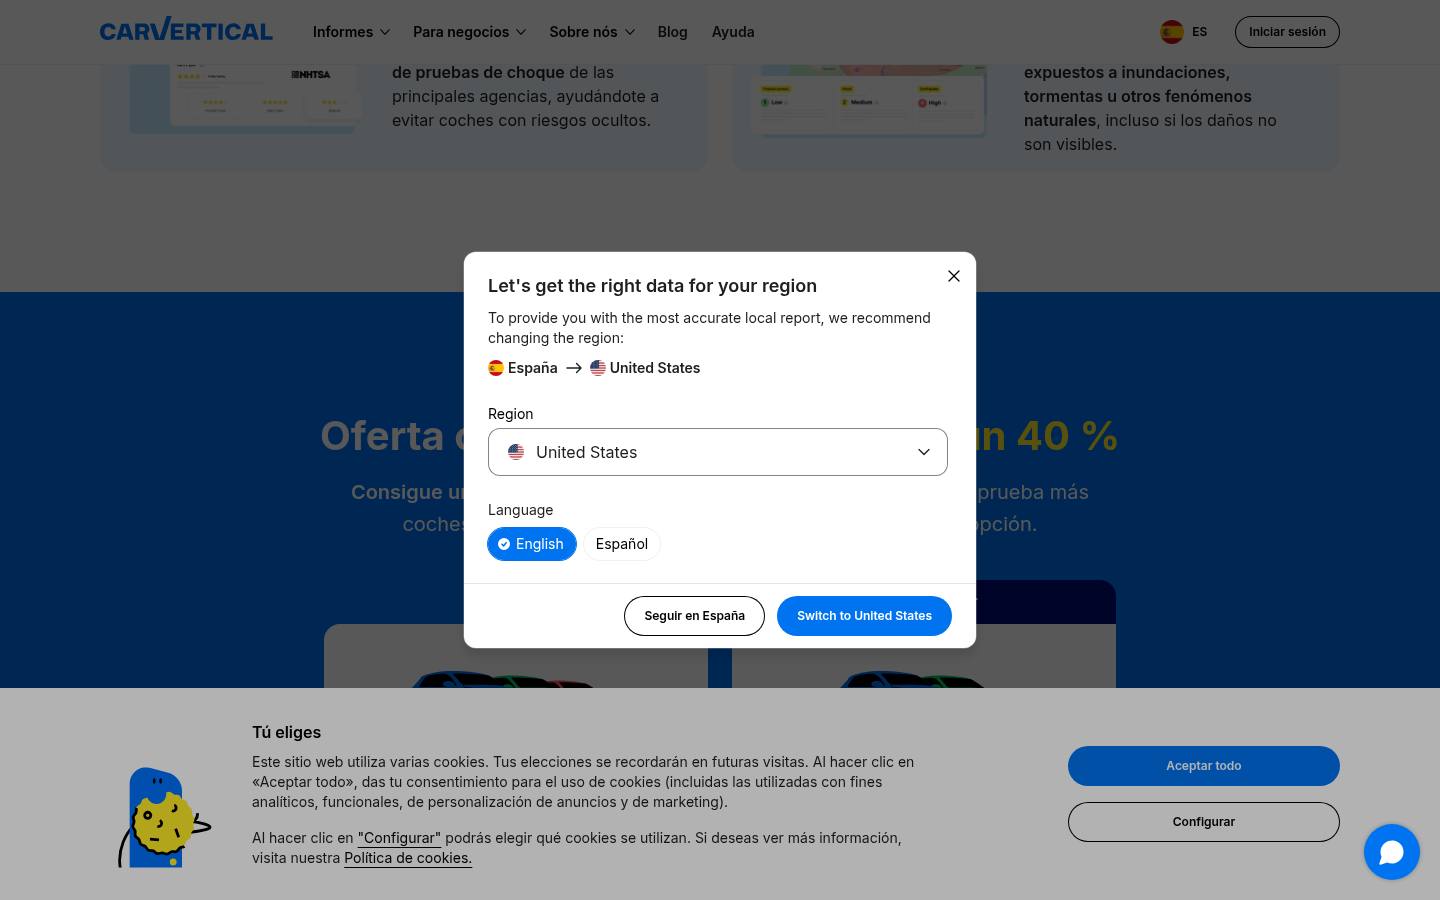 CARVERTICAL
Informes
Para negocios
Sobre nós
Blog
Ayuda
ES
Iniciar sesión
NHTSA
de pruebas de choque de las
principales agencias, ayudándote a
evitar coches con riesgos ocultos.
Low
Medium
High
expuestos a inundaciones,
tormentas u otros fenómenos
naturales, incluso si los daños no
son visibles.
Let's get the right data for your region
To provide you with the most accurate local report, we recommend
changing the region:
España → United States
Region
United States
Language
English
Español
Seguir en España
Switch to United States
Oferta
un 40 %
Consigue
prueba más
coches
opción.
Tú eliges
Este sitio web utiliza varias cookies. Tus elecciones se recordarán en futuras visitas. Al hacer clic en
«Aceptar todo», das tu consentimiento para el uso de cookies (incluidas las utilizadas con fines
analíticos, funcionales, de personalización de anuncios y de marketing).
Al hacer clic en "Configurar" podrás elegir qué cookies se utilizan. Si deseas ver más información,
visita nuestra Política de cookies.
Aceptar todo
Configurar